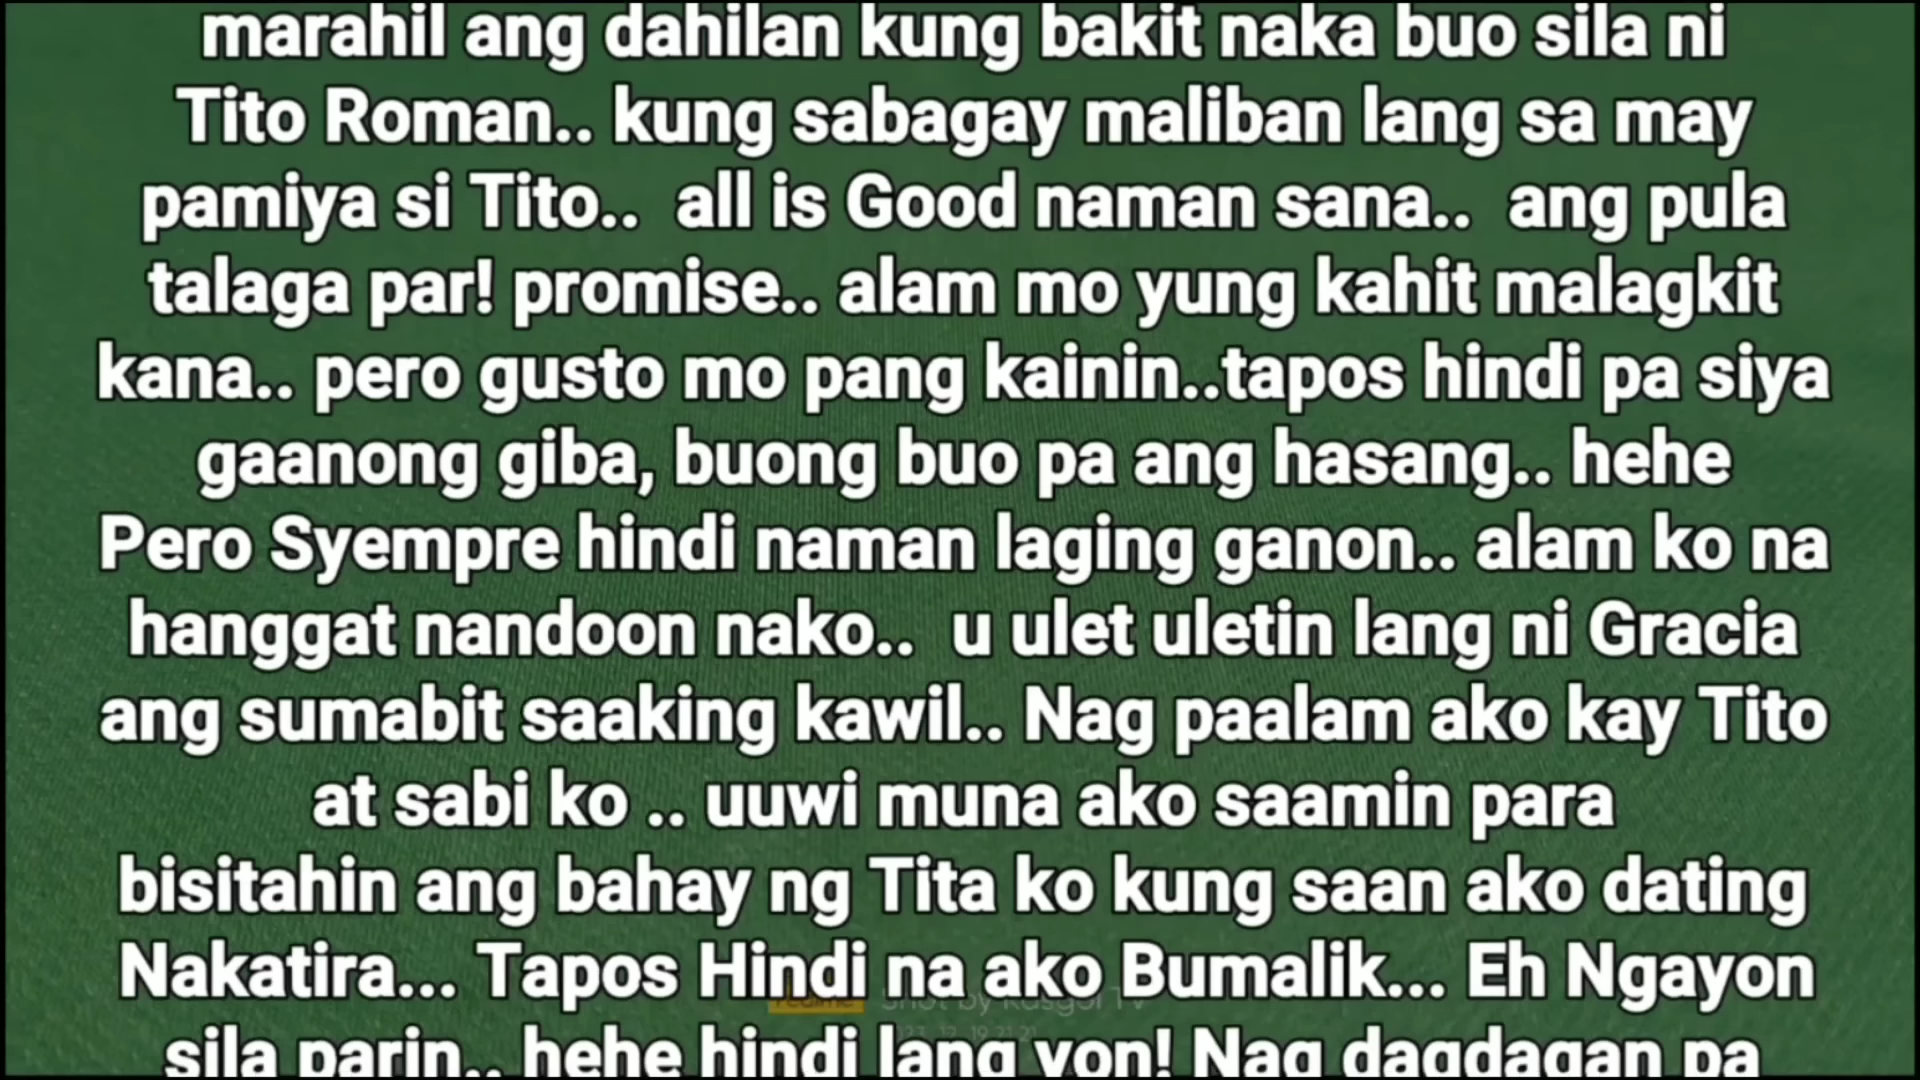 marahil ang dahilan kung bakit naka buo sila ni
Tito Roman.. kung sabagay maliban lang sa may
pamiya si Tito.. all is Good naman sana.. ang pula
talaga par! promise.. alam mo yung kahit malagkit
kana.. pero gusto mo pang kainin..tapos hindi pa siya
gaanong giba, buong buo pa ang hasang.. hehe
Pero Syempre hindi naman laging ganon.. alam ko na
hanggat nandoon nako.. u ulet uletin lang ni Gracia
ang sumabit saaking kawil.. Nag paalam ako kay Tito
at sabi ko .. uuwi muna ako saamin para
bisitahin ang bahay ng Tita ko kung saan ako dating
Nakatira... Tapos Hindi na ako Bumalik... Eh Ngayon
realme Shot by Rasgol TV
sila parin.. hehe hindi lang yon! Nag dagdagan pa